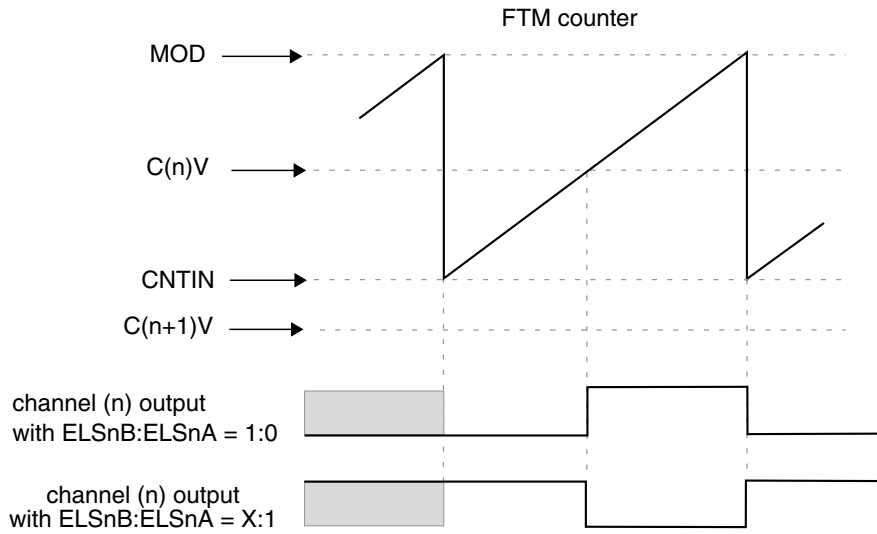 FTM counter
MOD
C(n)V
CNTIN
C(n+1)V
channel (n) output
with ELSnB:ELSnA = 1:0
channel (n) output
with ELSnB:ELSnA = X:1